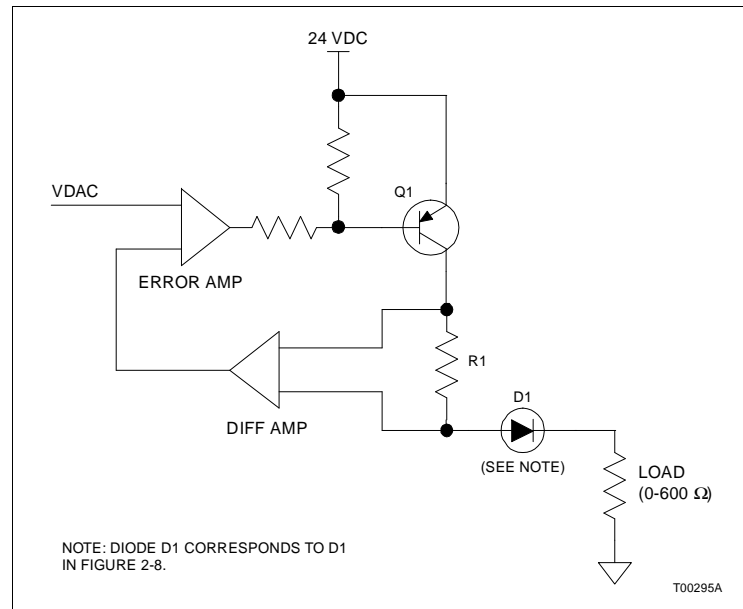 24 VDC
VDAC
Q1
ERROR AMP
R1
DIFF AMP
D1
(SEE NOTE)
LOAD
(0-600 Ω)
NOTE: DIODE D1 CORRESPONDS TO D1
IN FIGURE 2-8.
T00295A